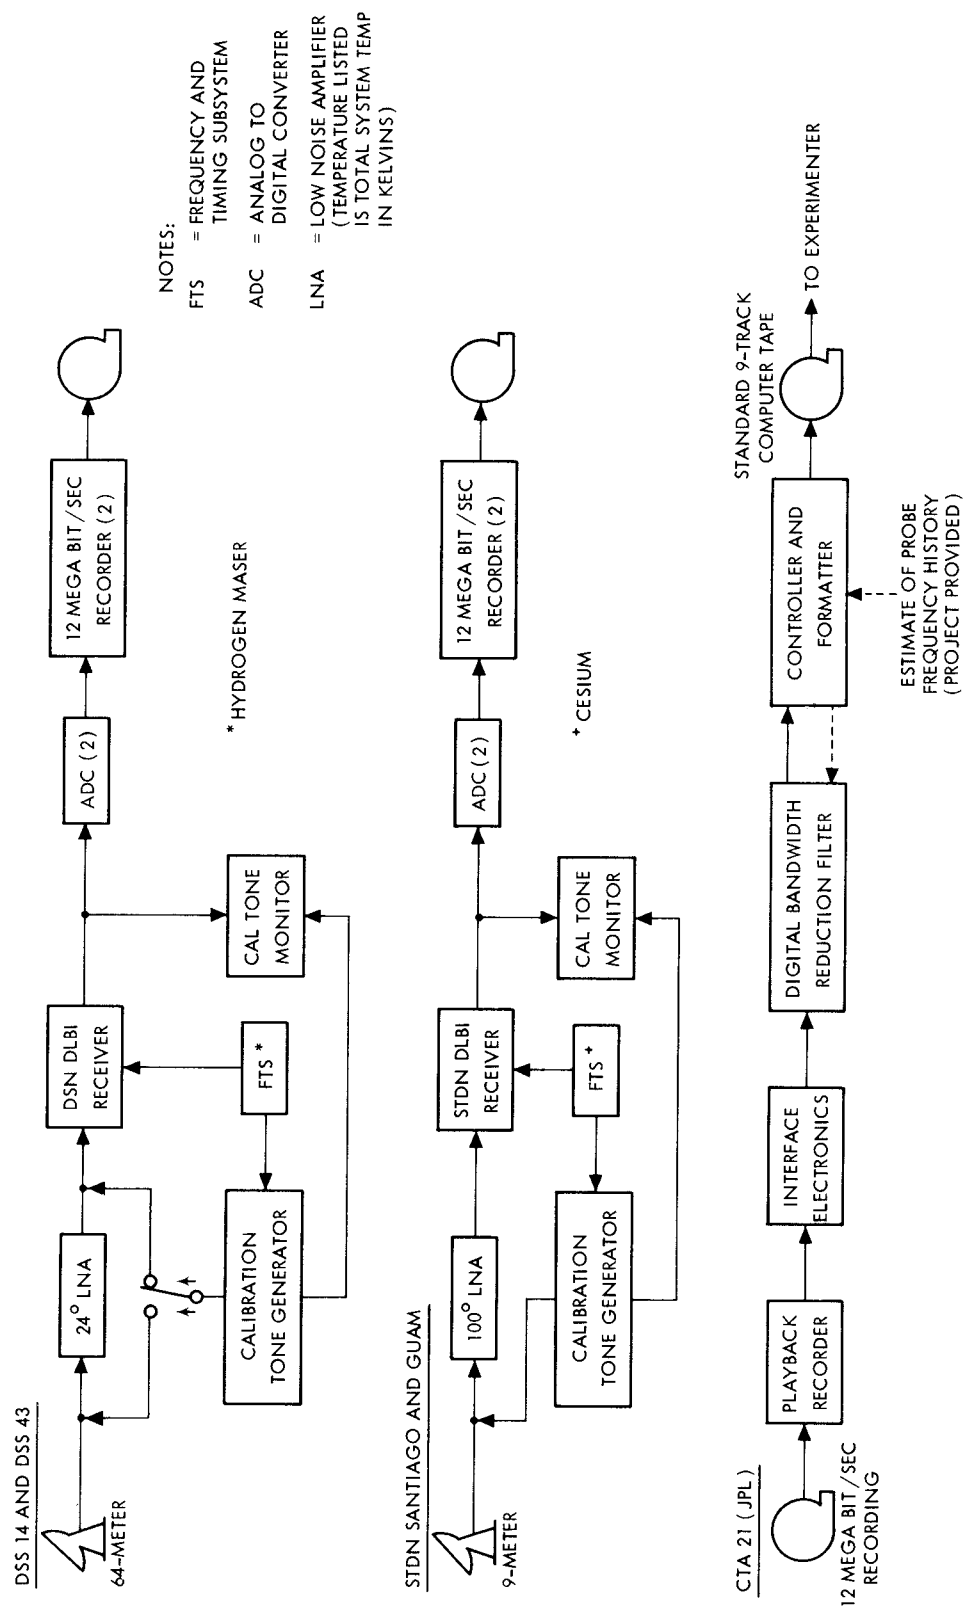 DSS 14 AND DSS 43
64-METER
24° LNA
CALIBRATION
TONE GENERATOR
DSN DLBI
RECEIVER
FTS *
CAL TONE
MONITOR
ADC (2)
12 MEGA BIT/SEC
RECORDER (2)
* HYDROGEN MASER
NOTES:
FTS = FREQUENCY AND
TIMING SUBSYSTEM
ADC = ANALOG TO
DIGITAL CONVERTER
LNA = LOW NOISE AMPLIFIER
(TEMPERATURE LISTED
IS TOTAL SYSTEM TEMP
IN KELVINS)
STDN SANTIAGO AND GUAM
9-METER
100° LNA
CALIBRATION
TONE GENERATOR
STDN DLBI
RECEIVER
FTS +
CAL TONE
MONITOR
ADC (2)
12 MEGA BIT/SEC
RECORDER (2)
+ CESIUM
CTA 21 (JPL)
12 MEGA BIT/SEC
RECORDING
PLAYBACK
RECORDER
INTERFACE
ELECTRONICS
DIGITAL BANDWIDTH
REDUCTION FILTER
CONTROLLER AND
FORMATTER
ESTIMATE OF PROBE
FREQUENCY HISTORY
(PROJECT PROVIDED)
STANDARD 9-TRACK
COMPUTER TAPE
TO EXPERIMENTER